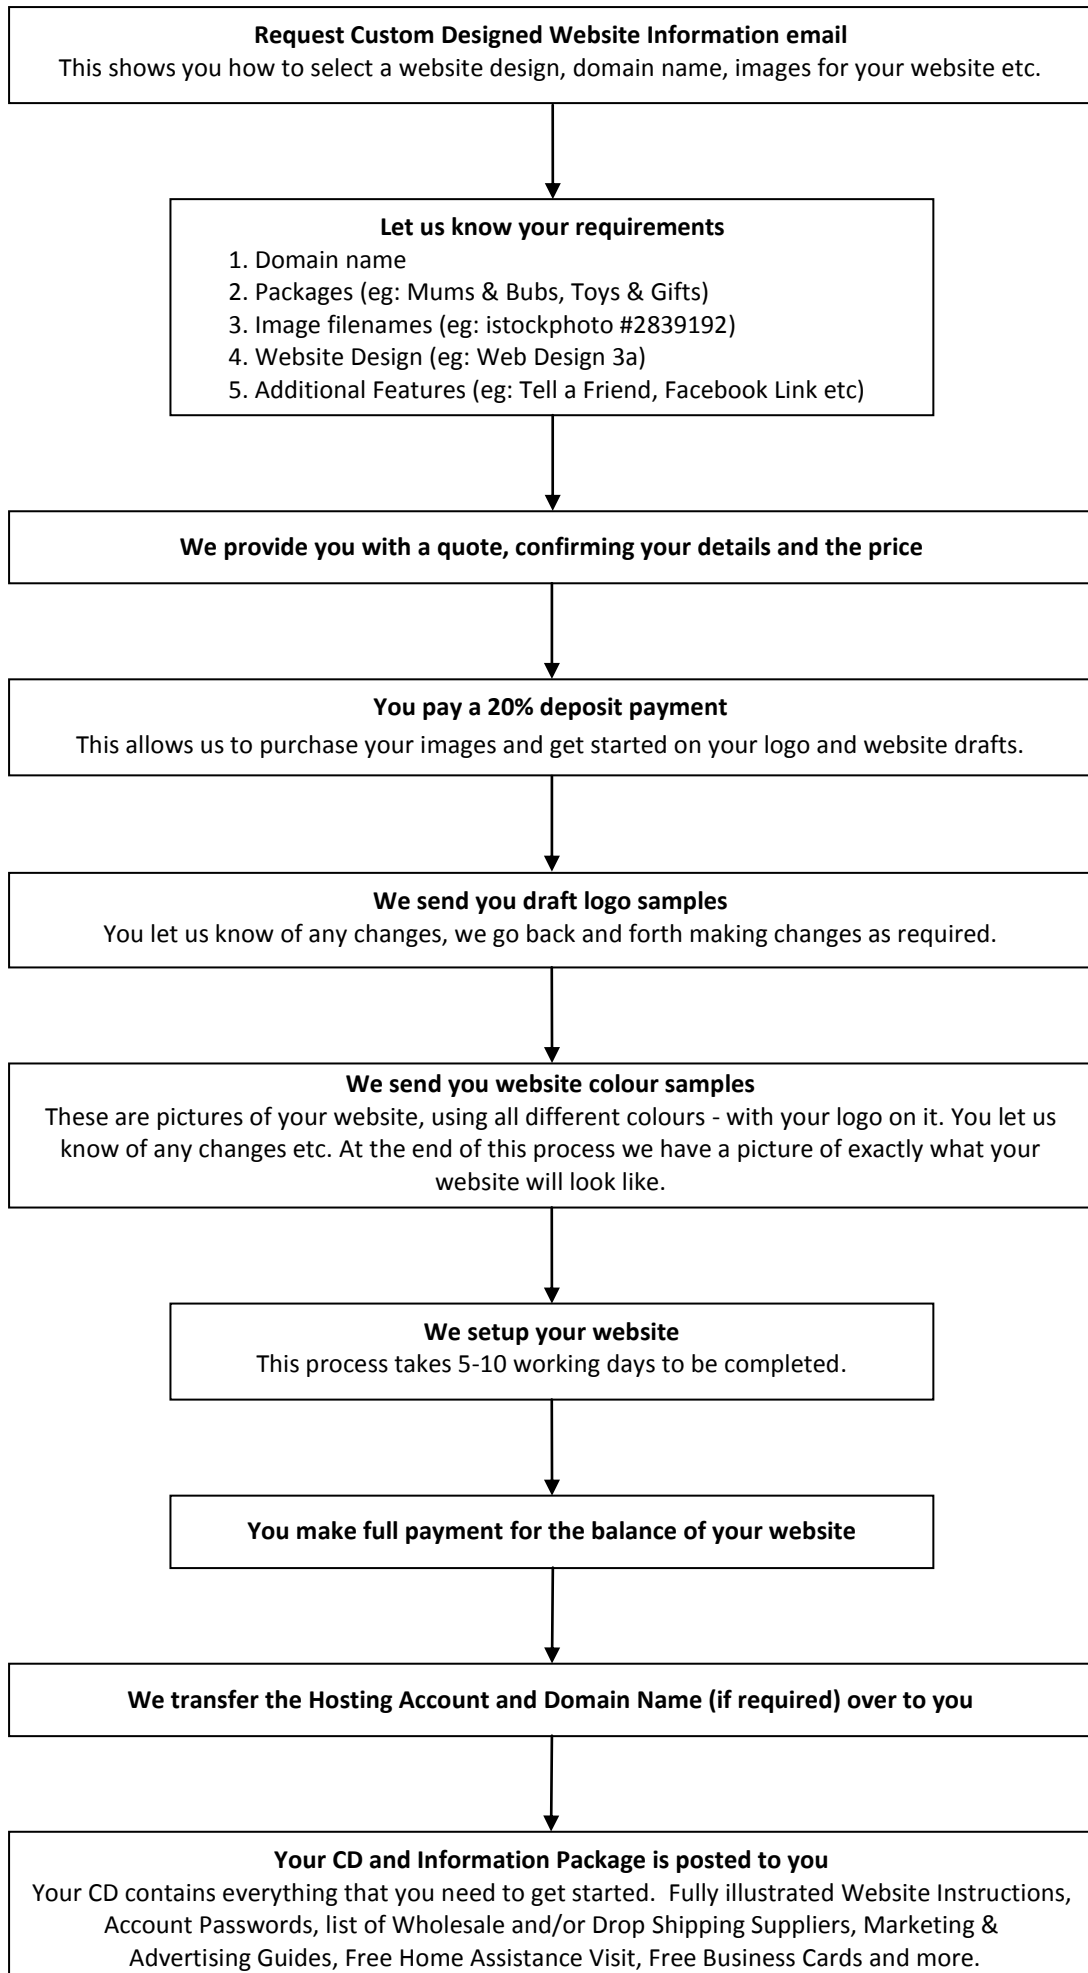 Request Custom Designed Website Information email
This shows you how to select a website design, domain name, images for your website etc.
Let us know your requirements
1. Domain name
2. Packages (eg: Mums & Bubs, Toys & Gifts)
3. Image filenames (eg: istockphoto #2839192)
4. Website Design (eg: Web Design 3a)
5. Additional Features (eg: Tell a Friend, Facebook Link etc)
We provide you with a quote, confirming your details and the price
You pay a 20% deposit payment
This allows us to purchase your images and get started on your logo and website drafts.
We send you draft logo samples
You let us know of any changes, we go back and forth making changes as required.
We send you website colour samples
These are pictures of your website, using all different colours - with your logo on it. You let us
know of any changes etc. At the end of this process we have a picture of exactly what your
website will look like.
We setup your website
This process takes 5-10 working days to be completed.
You make full payment for the balance of your website
We transfer the Hosting Account and Domain Name (if required) over to you
Your CD and Information Package is posted to you
Your CD contains everything that you need to get started.  Fully illustrated Website Instructions,
Account Passwords, list of Wholesale and/or Drop Shipping Suppliers, Marketing &
Advertising Guides, Free Home Assistance Visit, Free Business Cards and more.